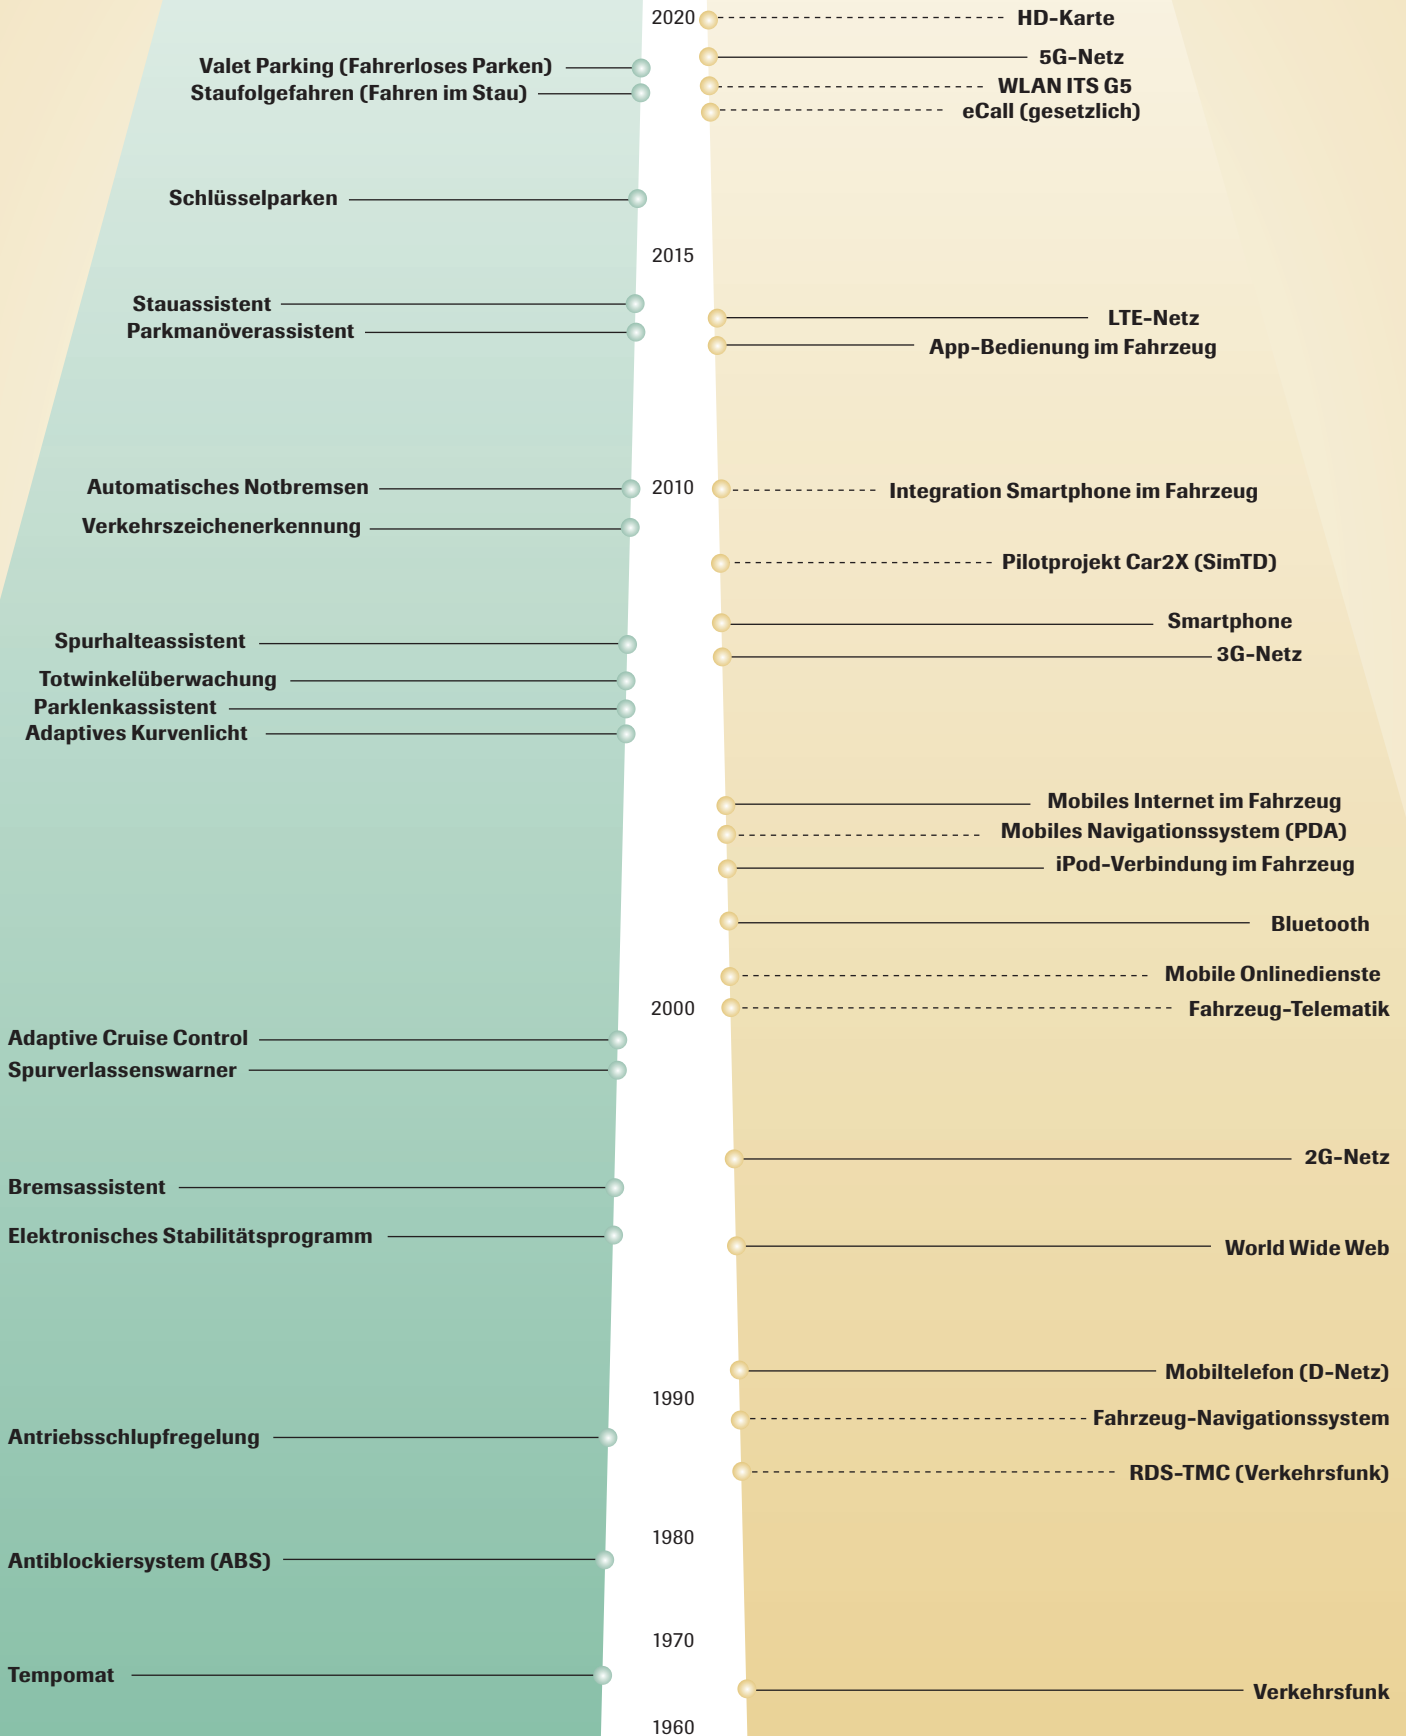 2020
HD-Karte
5G-Netz
Valet Parking (Fahrerloses Parken)
WLAN ITS G5
Staufolgefahren (Fahren im Stau)
eCall (gesetzlich)
Schlüsselparken
2015
Stauassistent
LTE-Netz
Parkmanöverassistent
App-Bedienung im Fahrzeug
Automatisches Notbremsen
2010
Integration Smartphone im Fahrzeug
Verkehrszeichenerkennung
Pilotprojekt Car2X (SimTD)
Smartphone
Spurhalteassistent
3G-Netz
Totwinkelüberwachung
Parklenkassistent
Adaptives Kurvenlicht
Mobiles Internet im Fahrzeug
Mobiles Navigationssystem (PDA)
iPod-Verbindung im Fahrzeug
Bluetooth
Mobile Onlinedienste
2000
Fahrzeug-Telematik
Adaptive Cruise Control
Spurverlassenswarner
2G-Netz
Bremsassistent
Elektronisches Stabilitätsprogramm
World Wide Web
Mobiltelefon (D-Netz)
1990
Fahrzeug-Navigationssystem
Antriebsschlupfregelung
RDS-TMC (Verkehrsfunk)
1980
Antiblockiersystem (ABS)
1970
Tempomat
Verkehrsfunk
1960